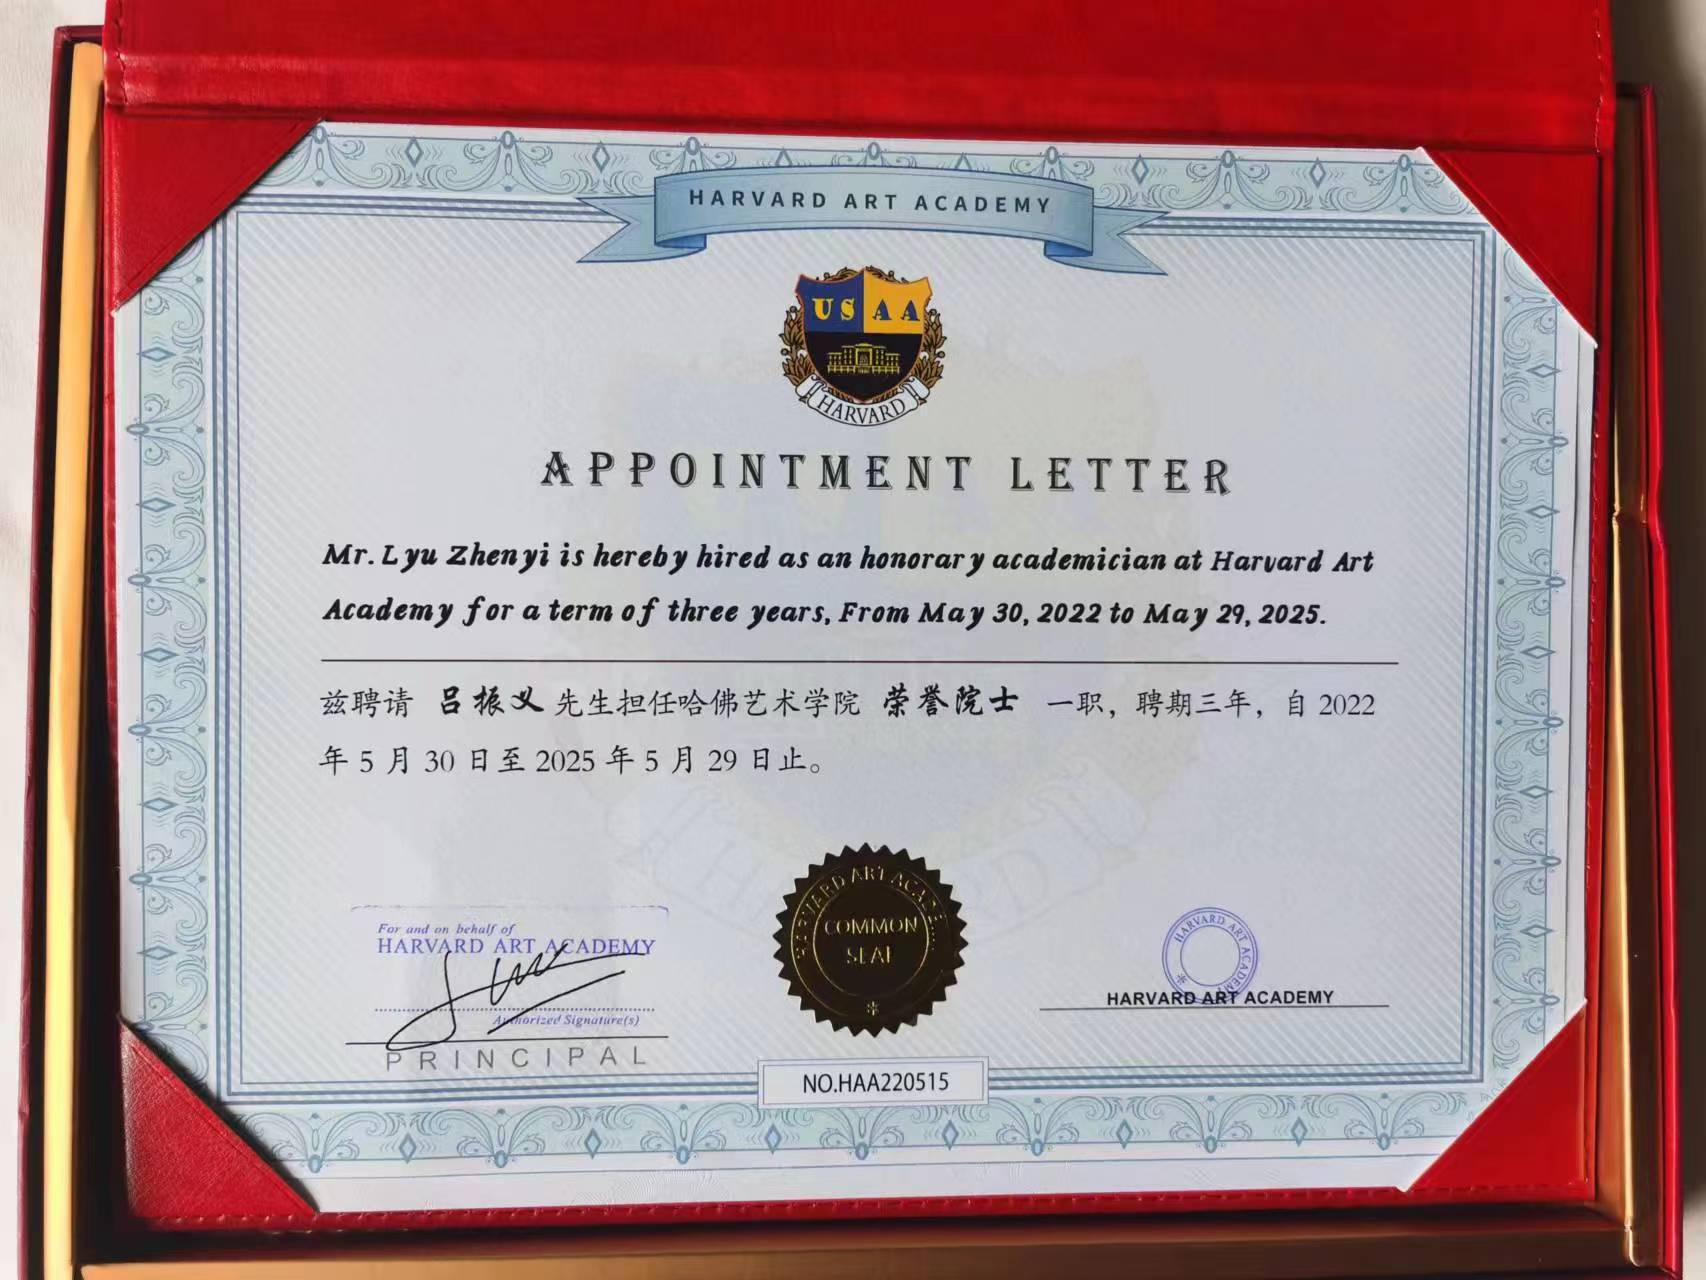 HARVARD ART ACADEMY
USAA
HARVARD
APPOINTMENT LETTER
Mr. Lyu Zhenyi is hereby hired as an honorary academician at Harvard Art
Academy for a term of three years, From May 30, 2022 to May 29, 2025.
兹聘请 吕振义 先生担任哈佛艺术学院 荣誉院士 一职，聘期三年，自 2022
年 5 月 30 日至 2025 年 5 月 29 日止。
For and on behalf of
HARVARD ART ACADEMY
Authorized Signature(s)
PRINCIPAL
HARVARD ART ACADE
COMMON
SEAL
HARVARD ART ACADEMY
HARVARD ART ACADEMY
NO.HAA220515